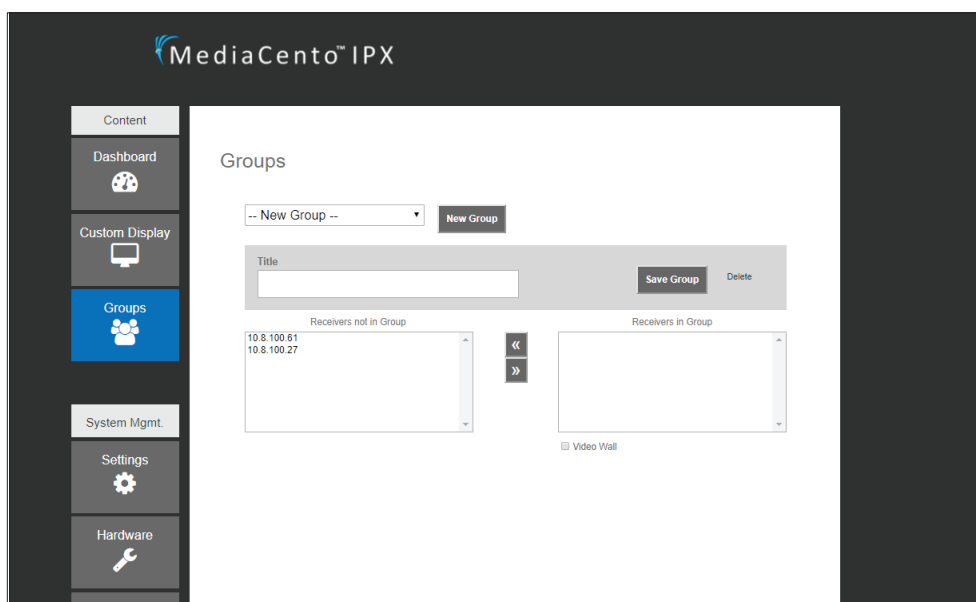 MediaCento™ IPX
Content
Dashboard
Custom Display
Groups
System Mgmt.
Settings
Hardware
Groups
-- New Group --
New Group
Title
Save Group
Delete
Receivers not in Group
10.8.100.61
10.8.100.27
«
»
Receivers in Group
Video Wall